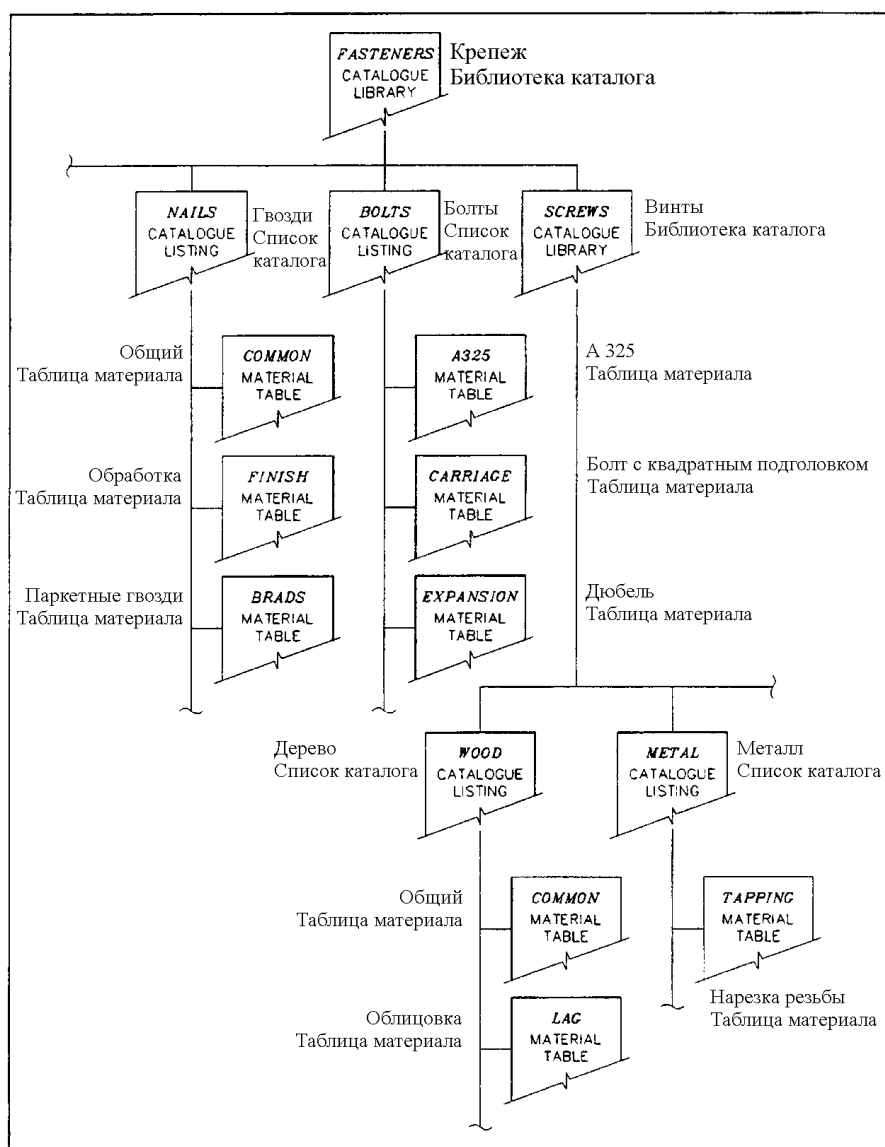 FASTENERS
CATALOGUE
LIBRARY
Крепеж
Библиотека каталога
NAILS
CATALOGUE
LISTING
Гвозди
Список
каталога
BOLTS
CATALOGUE
LISTING
Болты
Список
каталога
SCREWS
CATALOGUE
LIBRARY
Винты
Библиотека каталога
Общий
Таблица материала
COMMON
MATERIAL
TABLE
A325
MATERIAL
TABLE
А 325
Таблица материала
Обработка
Таблица материала
FINISH
MATERIAL
TABLE
CARRIAGE
MATERIAL
TABLE
Болт с квадратным подголовком
Таблица материала
Паркетные гвозди
Таблица материала
BRADS
MATERIAL
TABLE
EXPANSION
MATERIAL
TABLE
Дюбель
Таблица материала
Дерево
Список каталога
WOOD
CATALOGUE
LISTING
METAL
CATALOGUE
LISTING
Металл
Список каталога
Общий
Таблица материала
COMMON
MATERIAL
TABLE
TAPPING
MATERIAL
TABLE
Нарезка резьбы
Таблица материала
Облицовка
Таблица материала
LAG
MATERIAL
TABLE